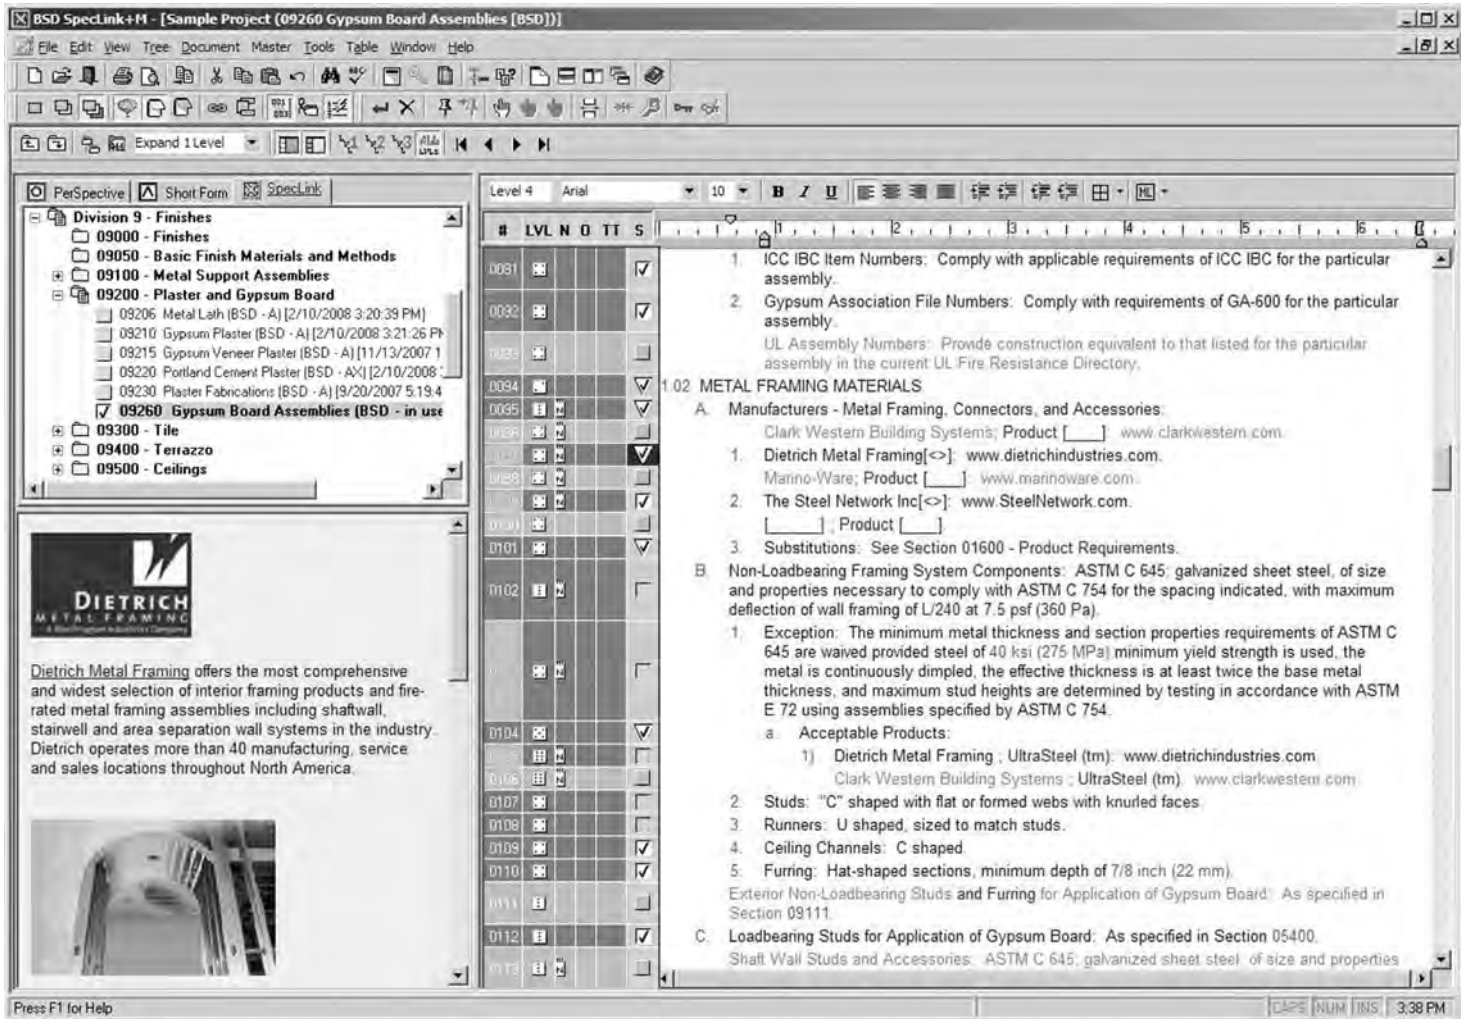 BSD SpecLink+M - [Sample Project (09260 Gypsum Board Assemblies [BSD])]
File Edit View Tree Document Master Tools Table Window Help
Expand 1Level
ALL
PerSpective Short Form SpecLink
Division 9 - Finishes
09000 - Finishes
09050 - Basic Finish Materials and Methods
09100 - Metal Support Assemblies
09200 - Plaster and Gypsum Board
09206 Metal Lath (BSD - A) [2/10/2008 3:20:39 PM]
09210 Gypsum Plaster (BSD - A) [2/10/2008 3:21:26 PM
09215 Gypsum Veneer Plaster (BSD - A) [11/13/2007 1
09220 Portland Cement Plaster (BSD - AX) [2/10/2008
09230 Plaster Fabrications (BSD - A) [9/20/2007 5:19:4
09260 Gypsum Board Assemblies (BSD - in use
09300 - Tile
09400 - Terrazzo
09500 - Ceilings
DIETRICH
METAL FRAMING
Dietrich Metal Framing offers the most comprehensive
and widest selection of interior framing products and fire-
rated metal framing assemblies including shaftwall,
stairwell and area separation wall systems in the industry.
Dietrich operates more than 40 manufacturing, service
and sales locations throughout North America.
Level 4 Arial 10 B I U
# LVL N O TT S 1 2 3 4 5 6
0091 1. ICC IBC Item Numbers: Comply with applicable requirements of ICC IBC for the particular
assembly.
0092 2. Gypsum Association File Numbers: Comply with requirements of GA-600 for the particular
assembly.
UL Assembly Numbers: Provide construction equivalent to that listed for the particular
assembly in the current UL Fire Resistance Directory.
0094 1.02 METAL FRAMING MATERIALS
0095 N A. Manufacturers - Metal Framing, Connectors, and Accessories:
N Clark Western Building Systems; Product [____]: www.clarkwestern.com.
N 1. Dietrich Metal Framing[<>]: www.dietrichindustries.com.
N Marino-Ware; Product [____]: www.marinoware.com.
N 2. The Steel Network Inc[<>]: www.SteelNetwork.com.
[______] ; Product [____].
0101 3. Substitutions: See Section 01600 - Product Requirements.
0102 N B. Non-Loadbearing Framing System Components: ASTM C 645; galvanized sheet steel, of size
and properties necessary to comply with ASTM C 754 for the spacing indicated, with maximum
deflection of wall framing of L/240 at 7.5 psf (360 Pa).
N 1. Exception: The minimum metal thickness and section properties requirements of ASTM C
645 are waived provided steel of 40 ksi (275 MPa) minimum yield strength is used, the
metal is continuously dimpled, the effective thickness is at least twice the base metal
thickness, and maximum stud heights are determined by testing in accordance with ASTM
E 72 using assemblies specified by ASTM C 754.
0104 a. Acceptable Products:
N 1) Dietrich Metal Framing ; UltraSteel (tm): www.dietrichindustries.com
N Clark Western Building Systems ; UltraSteel (tm): www.clarkwestern.com
0107 2. Studs: "C" shaped with flat or formed webs with knurled faces.
0108 3. Runners: U shaped, sized to match studs.
0109 4. Ceiling Channels: C shaped.
0110 5. Furring: Hat-shaped sections, minimum depth of 7/8 inch (22 mm).
0111 Exterior Non-Loadbearing Studs and Furring for Application of Gypsum Board: As specified in
Section 09111.
0112 C. Loadbearing Studs for Application of Gypsum Board: As specified in Section 05400.
0113 N Shaft Wall Studs and Accessories: ASTM C 645; galvanized sheet steel, of size and properties
Press F1 for Help CAPS NUM INS 3:38 PM